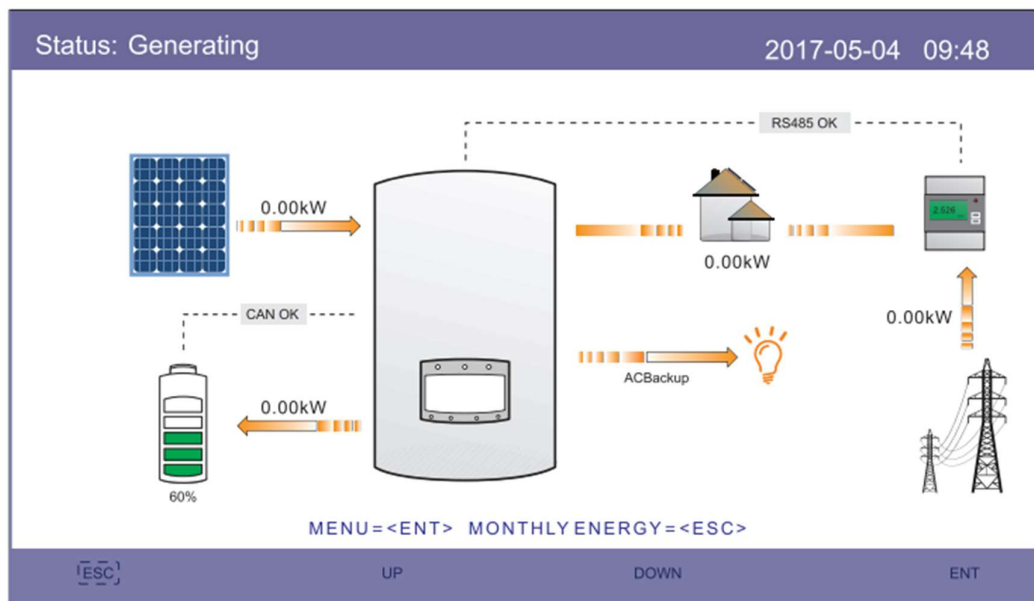 Status: Generating
2017-05-04 09:48
RS485 OK
0.00kW
2.626
0.00kW
CAN OK
0.00kW
ACBackup
0.00kW
60%
MENU=<ENT> MONTHLY ENERGY=<ESC>
ESC
UP
DOWN
ENT